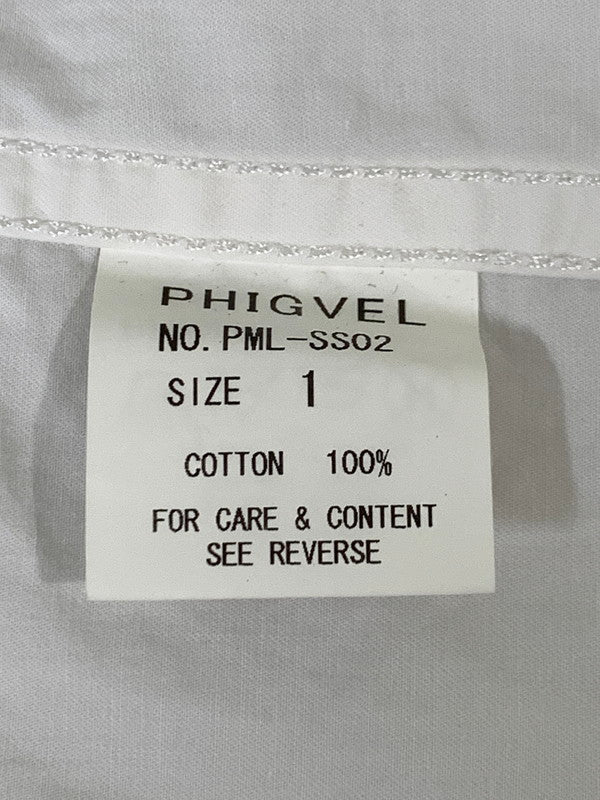 PHIGVEL
NO. PML-SS02
SIZE 1
COTTON 100%
FOR CARE & CONTENT
SEE REVERSE